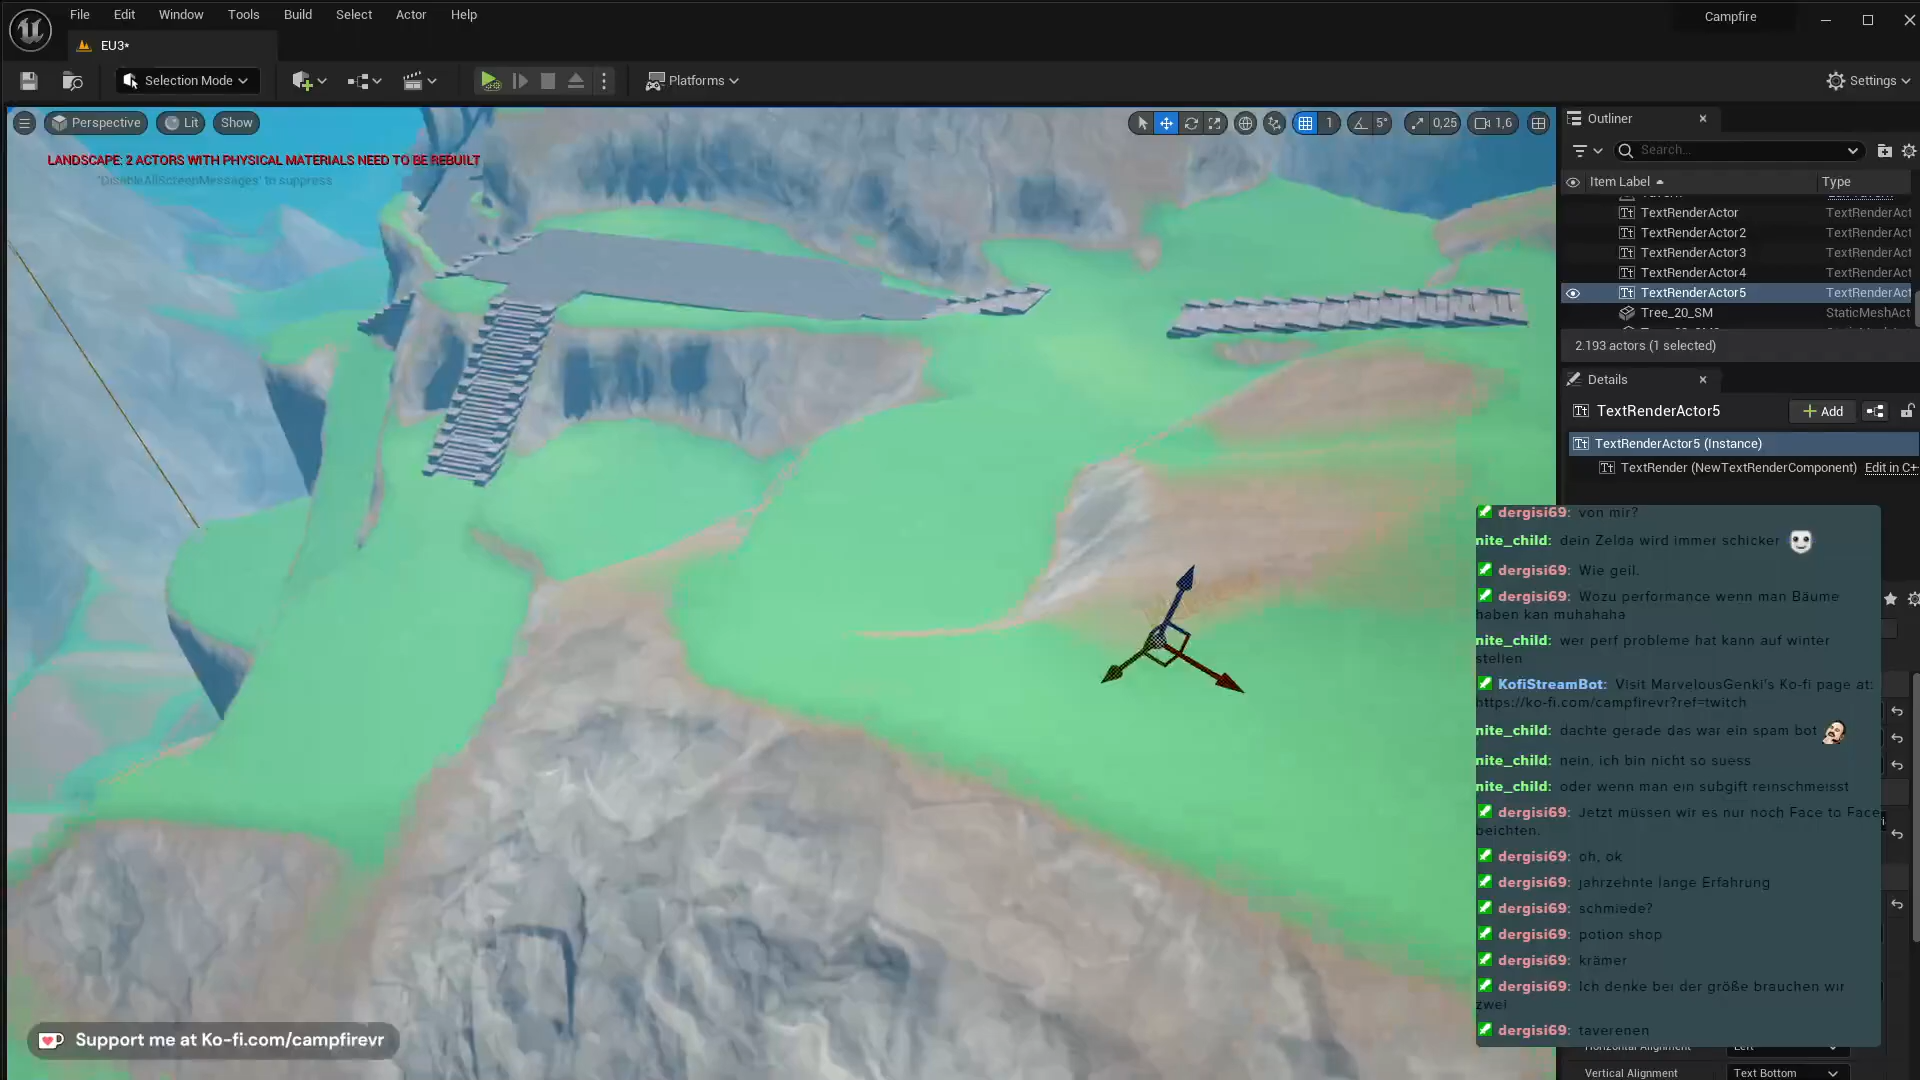 File Edit Window Tools Build Select Actor Help
Campfire
EU3*
Selection Mode
Platforms
Settings
Perspective Lit Show
1 5° 0,25 1,6
Outliner
LANDSCAPE: 2 ACTORS WITH PHYSICAL MATERIALS NEED TO BE REBUILT
'DisableAllScreenMessages' to suppress
Search...
Item Label Type
TextRenderActor TextRenderAct
TextRenderActor2 TextRenderAct
TextRenderActor3 TextRenderAct
TextRenderActor4 TextRenderAct
TextRenderActor5 TextRenderAct
Tree_20_SM StaticMeshAct
2.193 actors (1 selected)
Details
TextRenderActor5 Add
TextRenderActor5 (Instance)
TextRender (NewTextRenderComponent) Edit in C+
dergisi69: von mir?
nite_child: dein Zelda wird immer schicker
dergisi69: Wie geil.
dergisi69: Wozu performance wenn man Bäume
haben kan muhahaha
nite_child: wer perf probleme hat kann auf winter
stellen
KofiStreamBot: Visit MarvelousGenki's Ko-fi page at:
https://ko-fi.com/campfirevr?ref=twitch
nite_child: dachte gerade das war ein spam bot
nite_child: nein, ich bin nicht so suess
nite_child: oder wenn man ein subgift reinschmeisst
dergisi69: Jetzt müssen wir es nur noch Face to Face
beichten.
dergisi69: oh, ok
dergisi69: jahrzehnte lange Erfahrung
dergisi69: schmiede?
dergisi69: potion shop
dergisi69: krämer
dergisi69: Ich denke bei der größe brauchen wir
zwei
dergisi69: taverenen
Support me at Ko-fi.com/campfirevr
Horizontal Alignment Left
Vertical Alignment Text Bottom